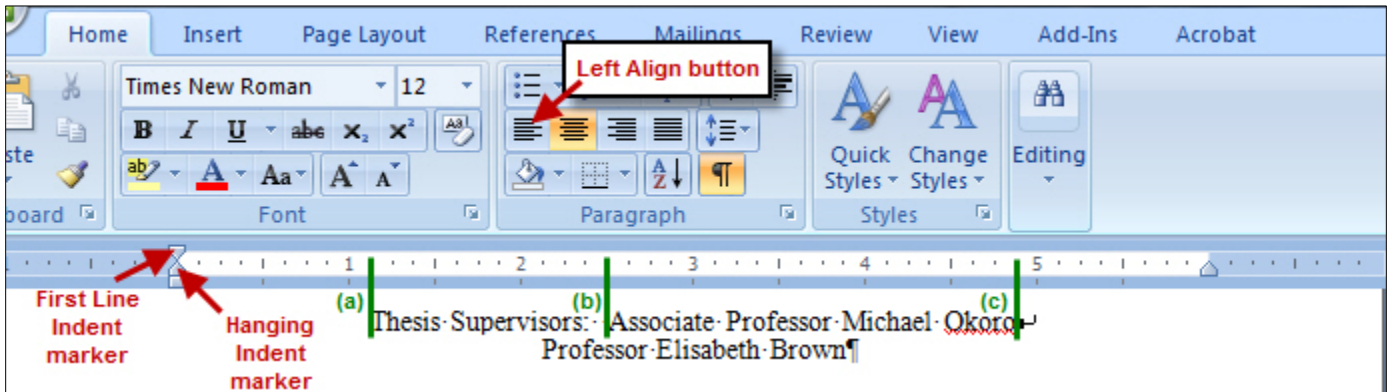 Home Insert Page Layout References Mailings Review View Add-Ins Acrobat
Left Align button
Times New Roman 12
B I U abc x₂ x² Aa
ste
ab A Aa A A
A Z ¶
Quick Styles Change Styles Editing
Font Paragraph Styles
1 2 3 4 5
First Line Indent marker
Hanging Indent marker
(a) (b) (c)
Thesis·Supervisors:··Associate·Professor·Michael·Okoro
Professor·Elisabeth·Brown¶